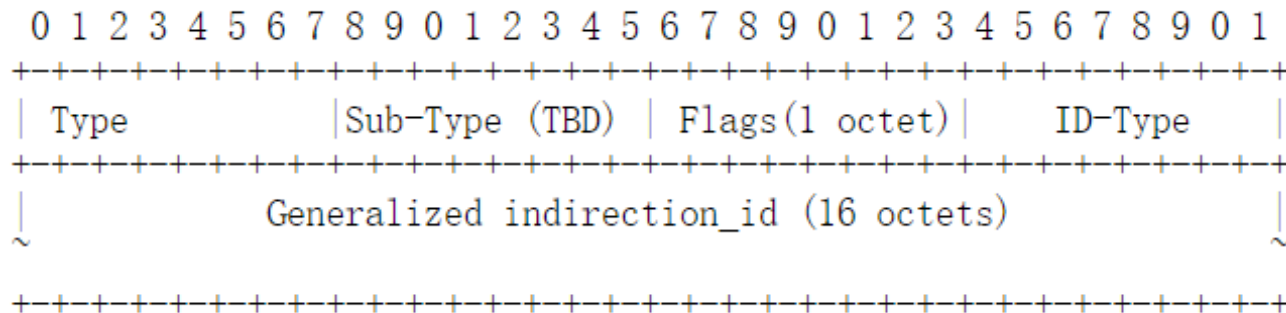 0 1 2 3 4 5 6 7 8 9 0 1 2 3 4 5 6 7 8 9 0 1 2 3 4 5 6 7 8 9 0 1
+-+-+-+-+-+-+-+-+-+-+-+-+-+-+-+-+-+-+-+-+-+-+-+-+-+-+-+-+-+-+-+-+
| Type |Sub-Type (TBD) | Flags(1 octet)| ID-Type |
+-+-+-+-+-+-+-+-+-+-+-+-+-+-+-+-+-+-+-+-+-+-+-+-+-+-+-+-+-+-+-+-+
| Generalized indirection_id (16 octets) |
~ ~
+-+-+-+-+-+-+-+-+-+-+-+-+-+-+-+-+-+-+-+-+-+-+-+-+-+-+-+-+-+-+-+-+